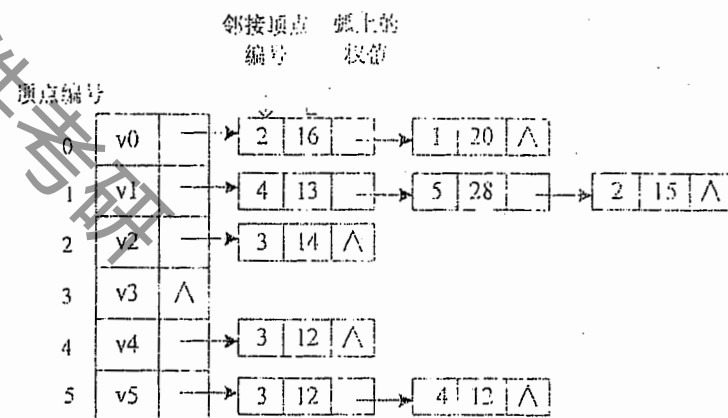 邻接顶点 弧上的
编号 权值
顶点编号
0 v0 2 16 1 20 ∧
1 v1 4 13 5 28 2 15 ∧
2 v2 3 14 ∧
3 v3 ∧
4 v4 3 12 ∧
5 v5 3 12 4 12 ∧
考研